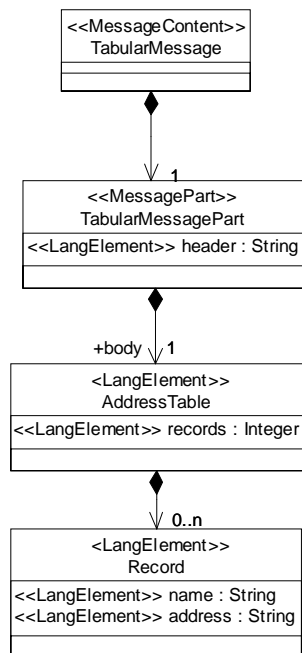 <<MessageContent>>
TabularMessage
1
<<MessagePart>>
TabularMessagePart
<<LangElement>> header : String
+body 1
<LangElement>>
AddressTable
<<LangElement>> records : Integer
0..n
<LangElement>>
Record
<<LangElement>> name : String
<<LangElement>> address : String